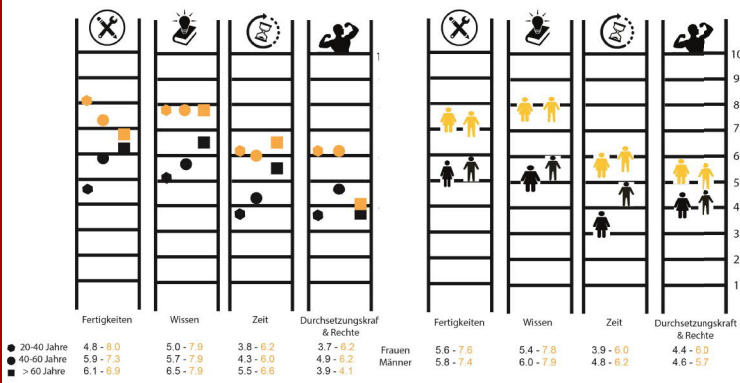 1
10
9
8
7
6
5
4
3
2
1
Fertigkeiten Wissen Zeit Durchsetzungskraf
& Rechte
20-40 Jahre 4.8 - 8.0 5.0 - 7.9 3.8 - 6.2 3.7 - 6.2
40-60 Jahre 5.9 - 7.3 5.7 - 7.9 4.3 - 6.0 4.9 - 6.2
> 60 Jahre 6.1 - 6.9 6.5 - 7.9 5.5 - 6.6 3.9 - 4.1
Fertigkeiten Wissen Zeit Durchsetzungskraft
& Rechte
Frauen 5.6 - 7.6 5.4 - 7.8 3.9 - 6.0 4.4 - 6.0
Männer 5.8 - 7.4 6.0 - 7.9 4.8 - 6.2 4.6 - 5.7